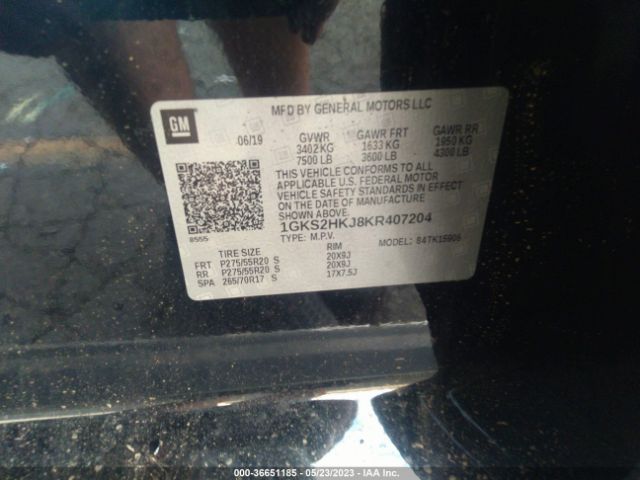 GM
MFD BY GENERAL MOTORS LLC
06/19 GVWR GAWR FRT GAWR RR
3402 KG 1633 KG 1950 KG
7500 LB 3600 LB 4300 LB
THIS VEHICLE CONFORMS TO ALL
APPLICABLE U.S. FEDERAL MOTOR
VEHICLE SAFETY STANDARDS IN EFFECT
ON THE DATE OF MANUFACTURE
SHOWN ABOVE.
1GKS2HKJ8KR407204
8555 TYPE: M.P.V. MODEL: S4TK15906
TIRE SIZE RIM
FRT P275/55R20 S 20X9J
RR P275/55R20 S 20X9J
SPA 265/70R17 S 17X7.5J
000-36651185 - 05/23/2023 - IAA Inc.